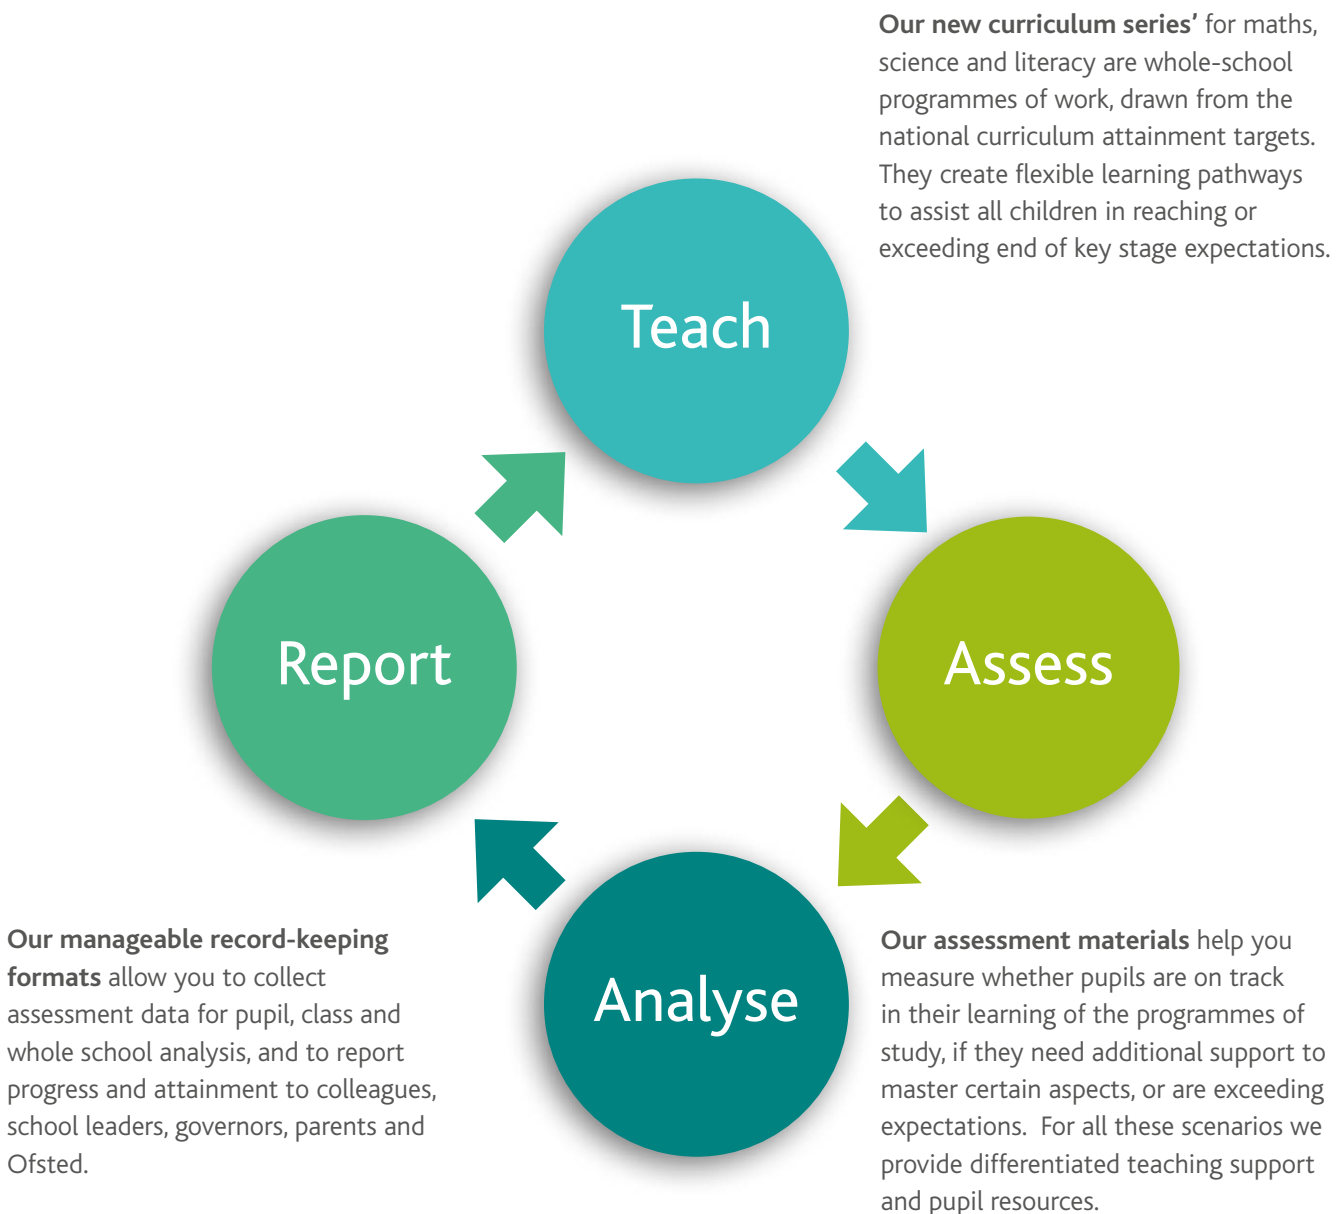 Our new curriculum series’ for maths,
science and literacy are whole-school
programmes of work, drawn from the
national curriculum attainment targets.
They create flexible learning pathways
to assist all children in reaching or
exceeding end of key stage expectations.
Teach
Report
Assess
Analyse
Our manageable record-keeping
formats allow you to collect
assessment data for pupil, class and
whole school analysis, and to report
progress and attainment to colleagues,
school leaders, governors, parents and
Ofsted.
Our assessment materials help you
measure whether pupils are on track
in their learning of the programmes of
study, if they need additional support to
master certain aspects, or are exceeding
expectations.  For all these scenarios we
provide differentiated teaching support
and pupil resources.